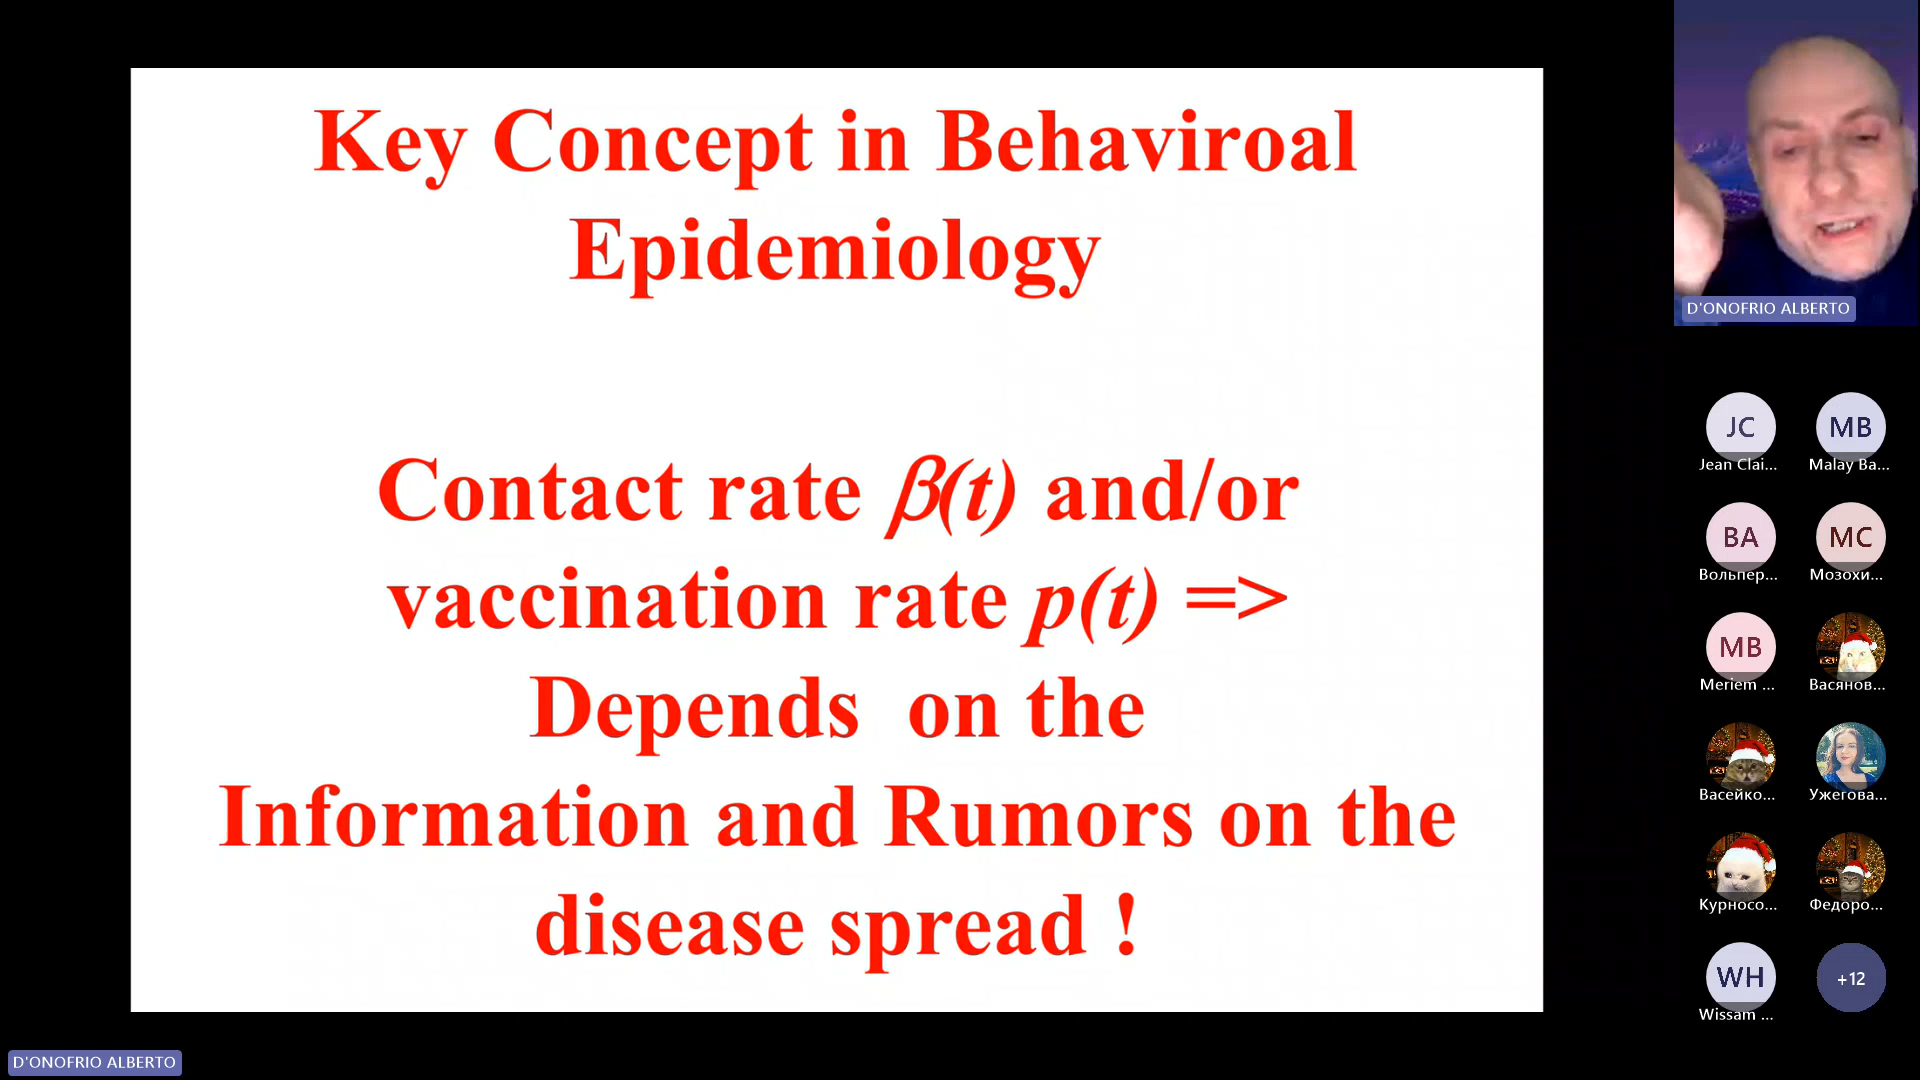 Key Concept in Behaviroal
Epidemiology
Contact rate β(t) and/or
vaccination rate p(t) =>
Depends on the
Information and Rumors on the
disease spread !
D'ONOFRIO ALBERTO
JC
MB
Jean Clai...
Malay Ba...
BA
MC
Вольпер...
Мозохи...
MB
Meriem ...
Васянов...
Васейко...
Ужегова...
Курносо...
Федоро...
WH
+12
Wissam ...
D'ONOFRIO ALBERTO